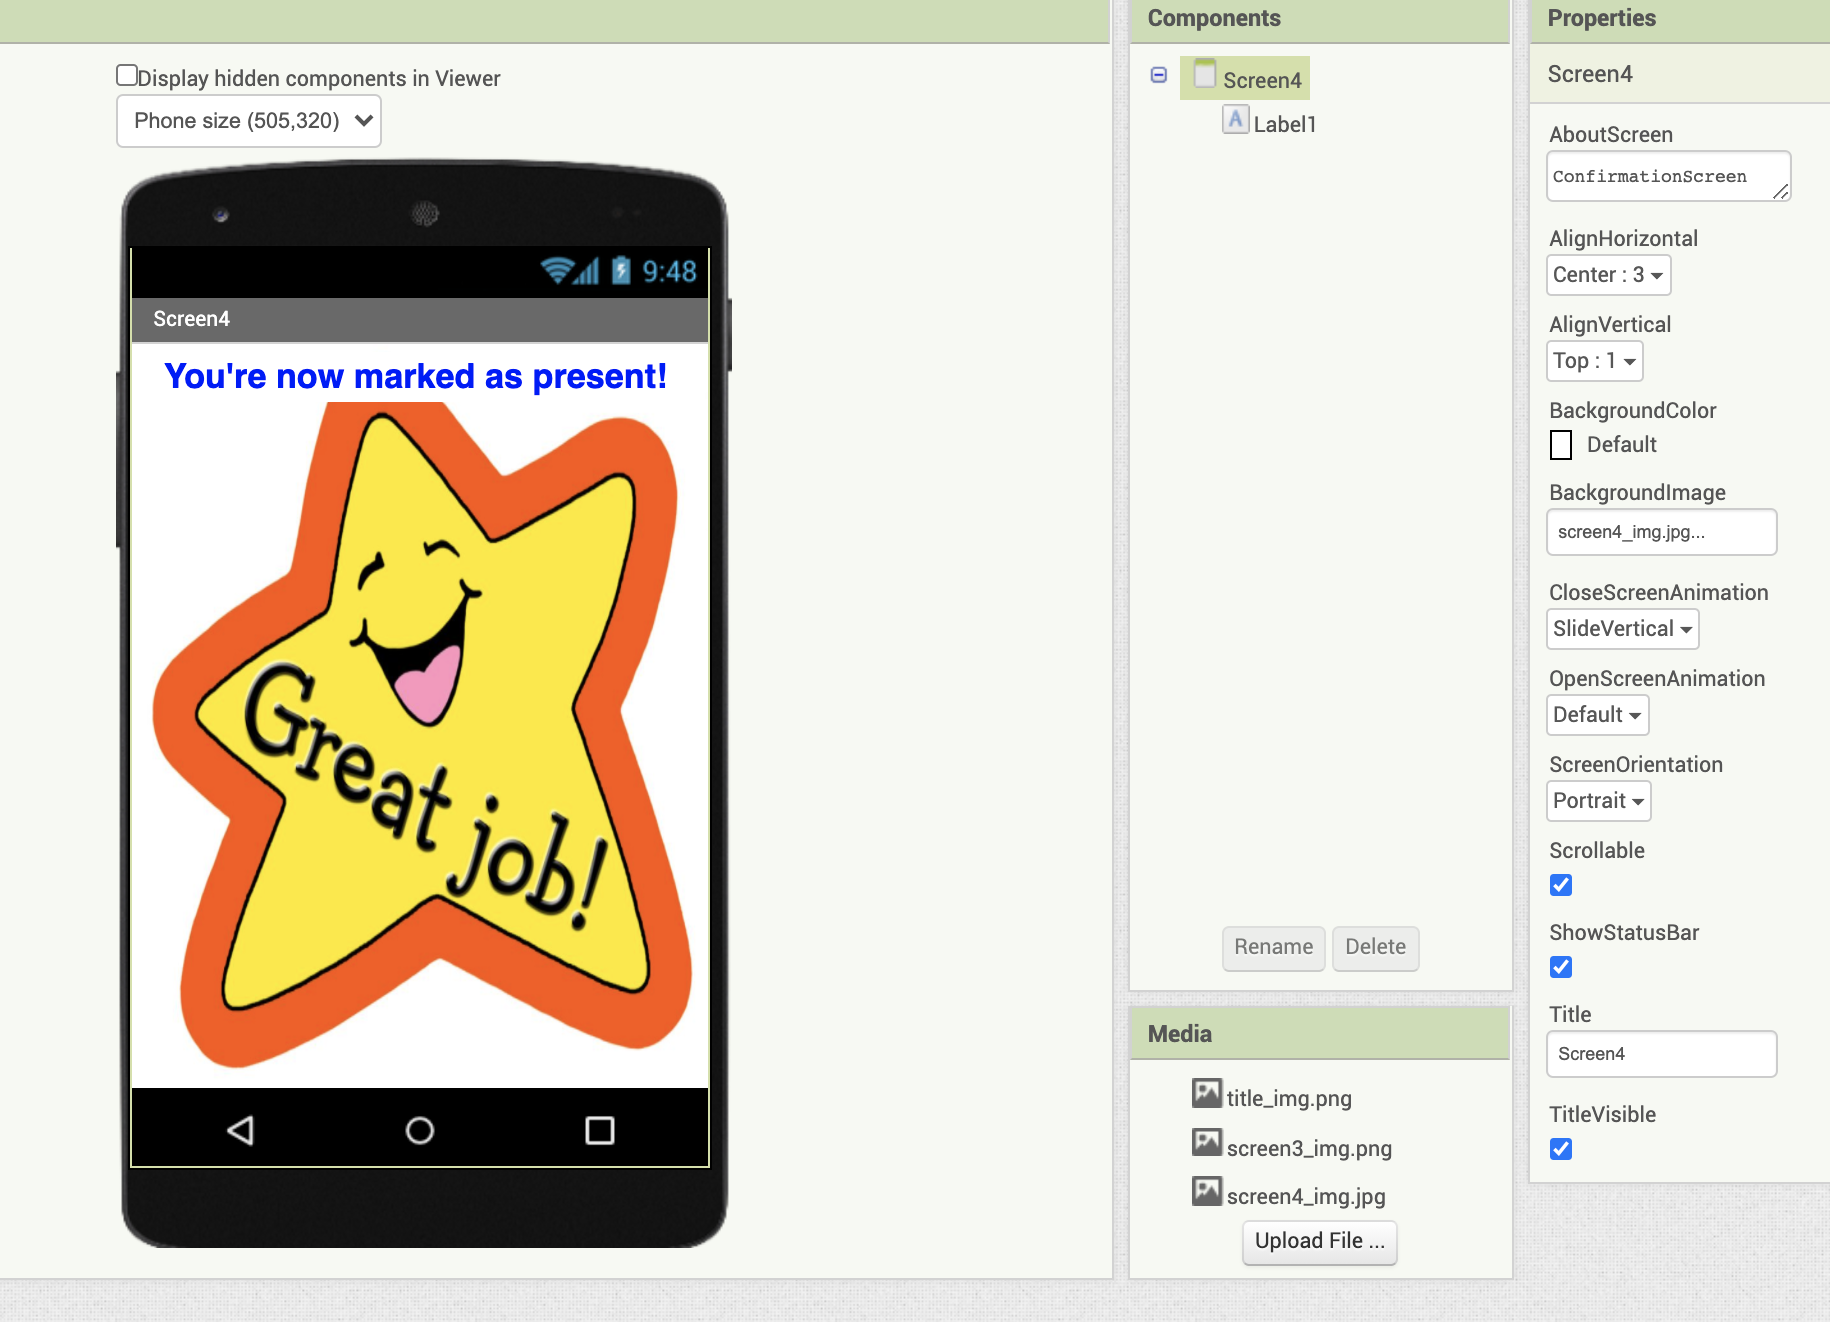 Display hidden components in Viewer
Phone size (505,320)
9:48
Screen4
You're now marked as present!
Great job!
Components
Screen4
A Label1
Rename Delete
Media
title_img.png
screen3_img.png
screen4_img.jpg
Upload File ...
Properties
Screen4
AboutScreen
ConfirmationScreen
AlignHorizontal
Center : 3
AlignVertical
Top : 1
BackgroundColor
Default
BackgroundImage
screen4_img.jpg...
CloseScreenAnimation
SlideVertical
OpenScreenAnimation
Default
ScreenOrientation
Portrait
Scrollable
ShowStatusBar
Title
Screen4
TitleVisible